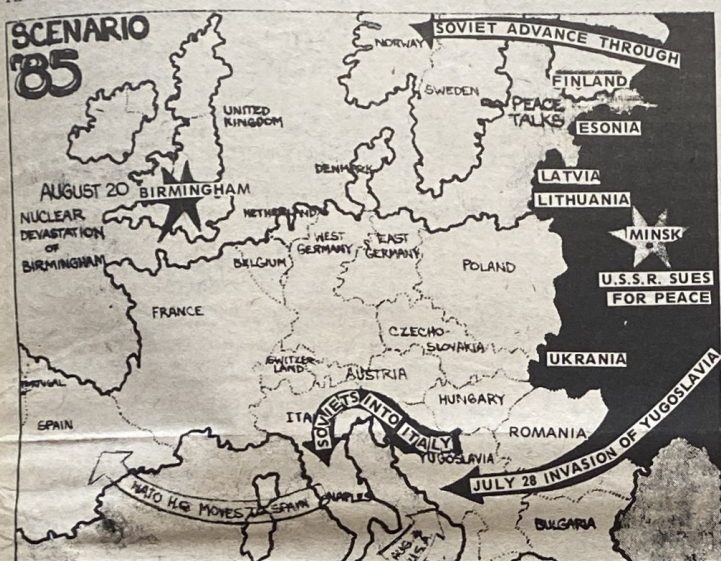 SCENARIO
'85
SOVIET ADVANCE THROUGH
NORWAY
SWEDEN
FINLAND
PEACE
TALKS
ESONIA
UNITED
KINGDOM
DENMARK
LATVIA
LITHUANIA
AUGUST 20
BIRMINGHAM
NUCLEAR
DEVASTATION
OF
BIRMINGHAM
NETHERLANDS
MINSK
U.S.S.R. SUES
FOR PEACE
WEST
GERMANY
EAST
GERMANY
BELGIUM
POLAND
FRANCE
CZECHO-
SLOVAKIA
UKRANIA
SWITZER-
LAND
AUSTRIA
HUNGARY
PORTUGAL
SPAIN
ITA
SOVIETS INTO ITALY
ROMANIA
YUGOSLAVIA
JULY 28 INVASION OF YUGOSLAVIA
NATO H.Q. MOVES TO SPAIN
NAPLES
BULGARIA
AUG.
U.S.A.